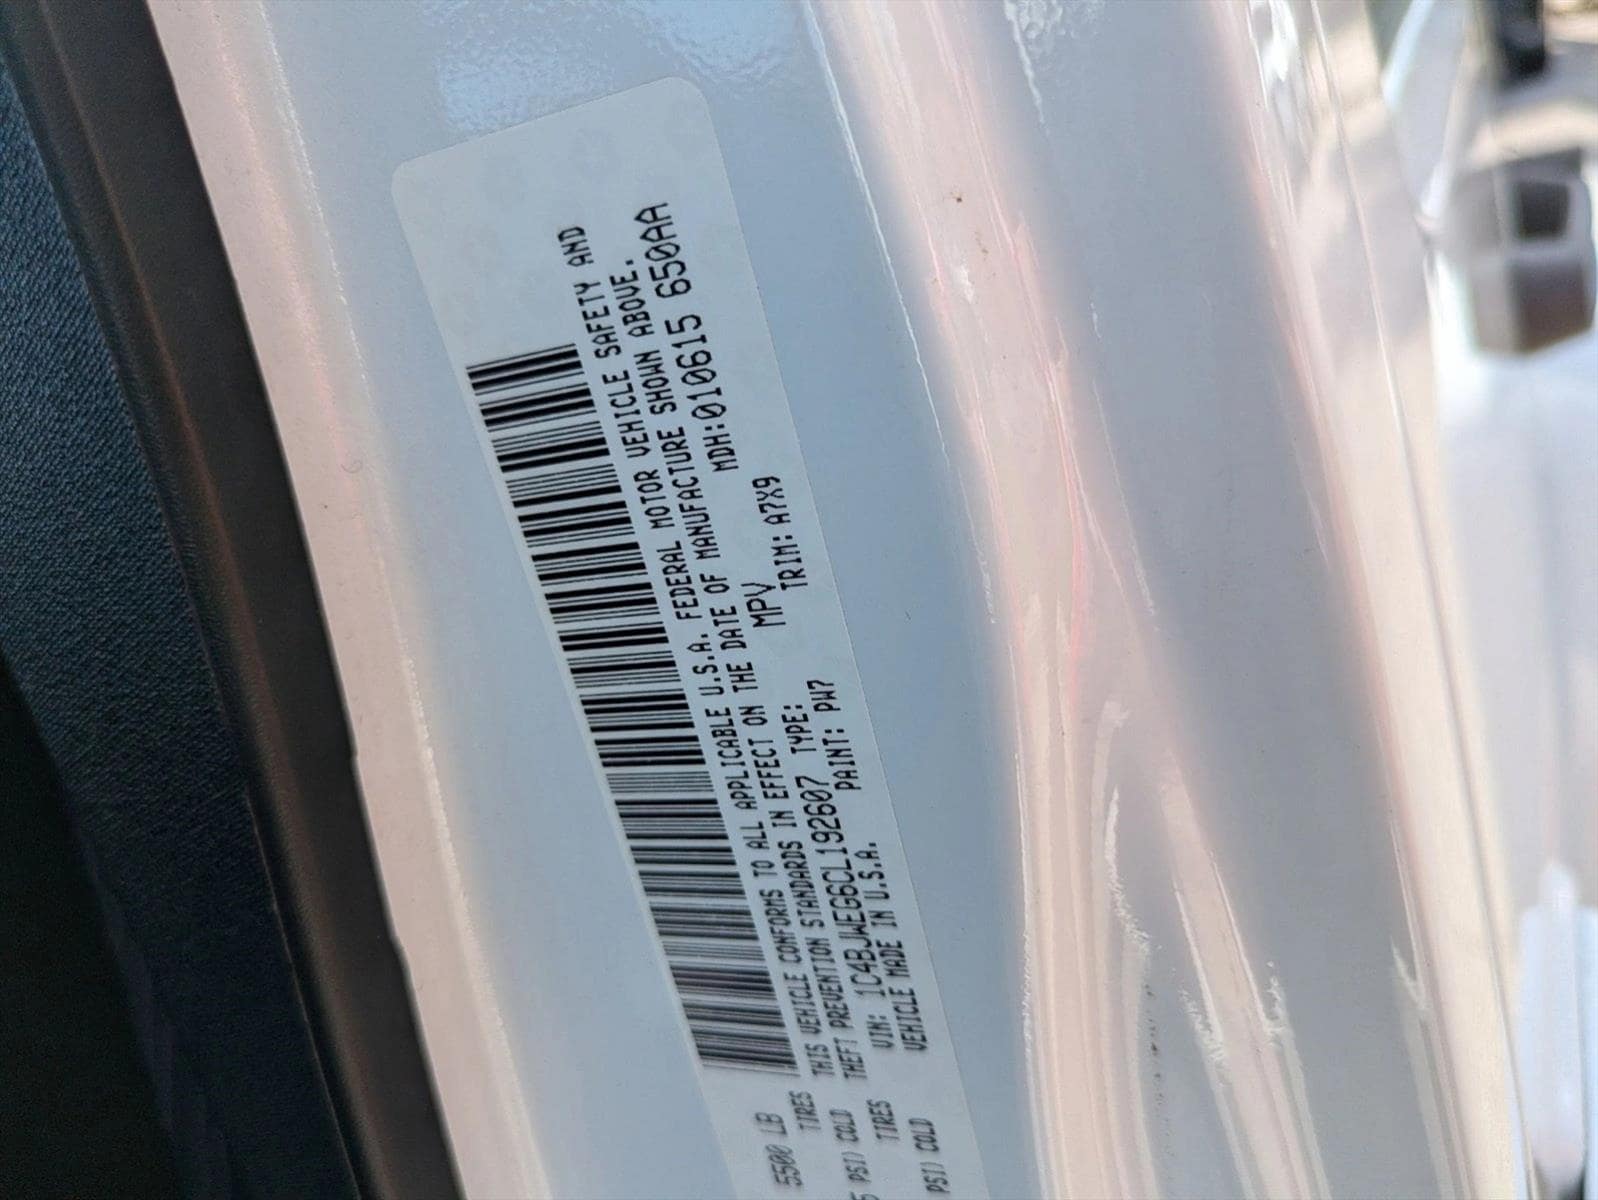 5500 LB
TIRES
5 PSI) COLD
TIRES
PSI) COLD
THIS VEHICLE CONFORMS TO ALL APPLICABLE U.S.A. FEDERAL MOTOR VEHICLE SAFETY AND
THEFT PREVENTION STANDARDS IN EFFECT ON THE DATE OF MANUFACTURE SHOWN ABOVE.
VIN: 1C4BJWEG6CL192607 TYPE: MPV MDH:010615 650AA
VEHICLE MADE IN U.S.A. PAINT: PW7 TRIM: A7X9